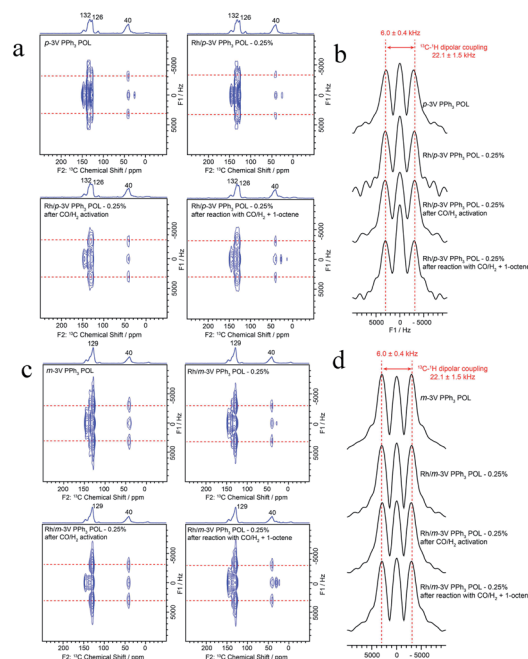 a
132 126 40
p-3V PPh3 POL
-5000
0
5000
F1 / Hz
200 150 100 50 0
F2: 13C Chemical Shift / ppm
132 126 40
Rh/p-3V PPh3 POL - 0.25%
-5000
0
5000
F1 / Hz
200 150 100 50 0
F2: 13C Chemical Shift / ppm
132 126 40
Rh/p-3V PPh3 POL - 0.25%
after CO/H2 activation
-5000
0
5000
F1 / Hz
200 150 100 50 0
F2: 13C Chemical Shift / ppm
132 126 40
Rh/p-3V PPh3 POL - 0.25%
after reaction with CO/H2 + 1-octene
-5000
0
5000
F1 / Hz
200 150 100 50 0
F2: 13C Chemical Shift / ppm
b
6.0 ± 0.4 kHz
13C-1H dipolar coupling
22.1 ± 1.5 kHz
p-3V PPh3 POL
Rh/p-3V PPh3 POL - 0.25%
Rh/p-3V PPh3 POL - 0.25%
after CO/H2 activation
Rh/p-3V PPh3 POL - 0.25%
after reaction with CO/H2 + 1-octene
5000 0 -5000
F1 / Hz
c
129 40
m-3V PPh3 POL
-5000
0
5000
F1 / Hz
200 150 100 50 0
F2: 13C Chemical Shift / ppm
129 40
Rh/m-3V PPh3 POL - 0.25%
-5000
0
5000
F1 / Hz
200 150 100 50 0
F2: 13C Chemical Shift / ppm
129 40
Rh/m-3V PPh3 POL - 0.25%
after CO/H2 activation
-5000
0
5000
F1 / Hz
200 150 100 50 0
F2: 13C Chemical Shift / ppm
129 40
Rh/m-3V PPh3 POL - 0.25%
after reaction with CO/H2 + 1-octene
-5000
0
5000
F1 / Hz
200 150 100 50 0
F2: 13C Chemical Shift / ppm
d
6.0 ± 0.4 kHz
13C-1H dipolar coupling
22.1 ± 1.5 kHz
m-3V PPh3 POL
Rh/m-3V PPh3 POL - 0.25%
Rh/m-3V PPh3 POL - 0.25%
after CO/H2 activation
Rh/m-3V PPh3 POL - 0.25%
after reaction with CO/H2 + 1-octene
5000 0 -5000